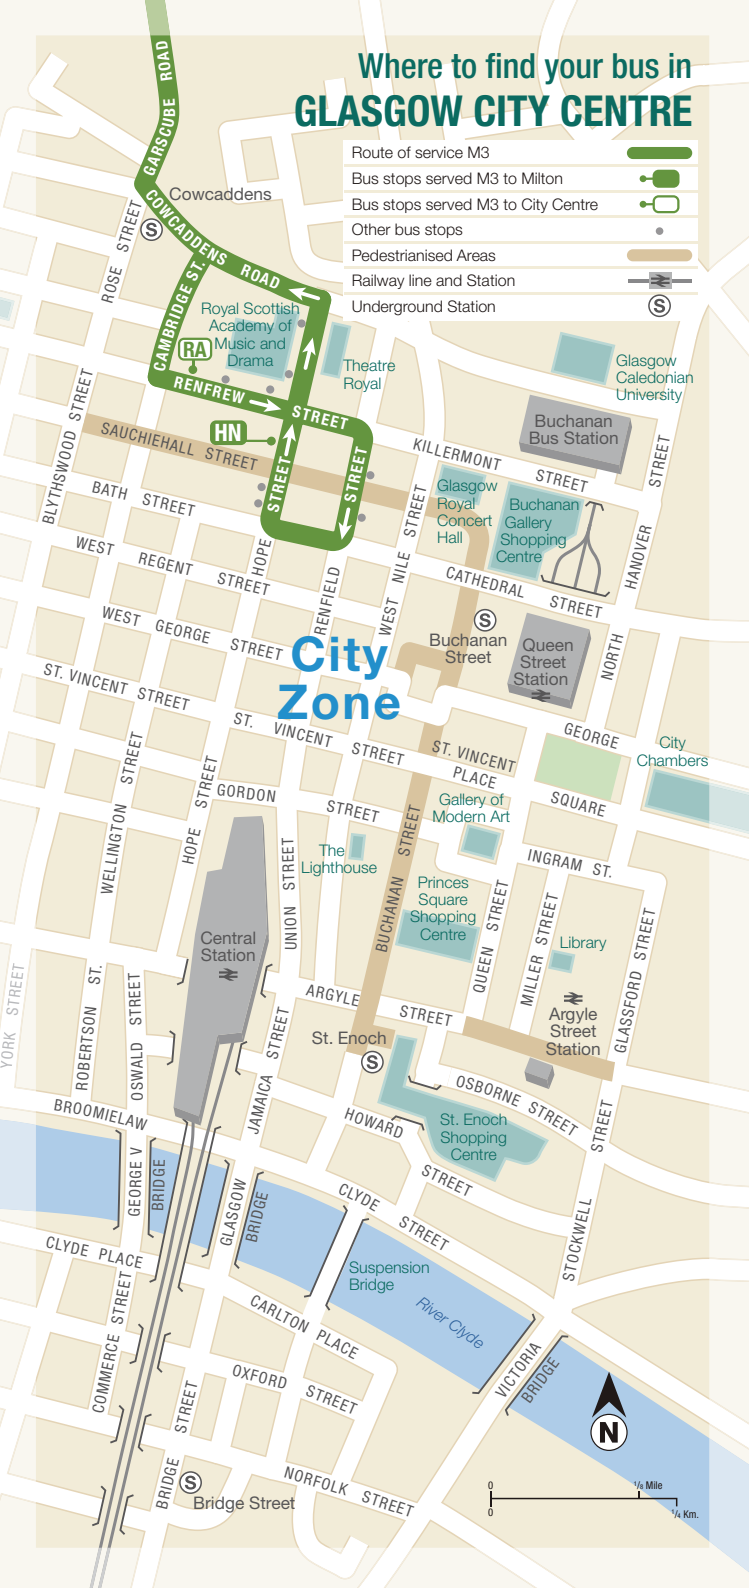 Where to find your bus in
GLASGOW CITY CENTRE
Route of service M3
Bus stops served M3 to Milton
Bus stops served M3 to City Centre
Other bus stops
Pedestrianised Areas
Railway line and Station
Underground Station
S
GARSCUBE ROAD
Cowcaddens
S
COWCADDENS ROAD
ROSE STREET
CAMBRIDGE ST.
Royal Scottish
Academy of
Music and
Drama
RA
Theatre
Royal
RENFREW STREET
HN
Glasgow
Caledonian
University
Buchanan
Bus Station
BLYTHSWOOD STREET
SAUCHIEHALL STREET
KILLERMONT STREET
STREET
STREET
BATH STREET
Glasgow
Royal
Concert
Hall
Buchanan
Gallery
Shopping
Centre
NORTH HANOVER STREET
WEST REGENT STREET
HOPE
RENFIELD
WEST NILE STREET
CATHEDRAL STREET
WEST GEORGE STREET
S
Buchanan
Street
Queen
Street
Station
City
Zone
ST. VINCENT STREET
ST. VINCENT STREET
ST. VINCENT
PLACE
GEORGE
SQUARE
City
Chambers
WELLINGTON STREET
HOPE STREET
GORDON STREET
Gallery of
Modern Art
The
Lighthouse
UNION STREET
BUCHANAN STREET
INGRAM ST.
Princes
Square
Shopping
Centre
QUEEN STREET
MILLER STREET
Library
GLASSFORD STREET
Central
Station
YORK STREET
ROBERTSON ST.
OSWALD STREET
ARGYLE STREET
Argyle
Street
Station
St. Enoch
S
JAMAICA STREET
OSBORNE STREET
BROOMIELAW
HOWARD STREET
St. Enoch
Shopping
Centre
STOCKWELL STREET
GEORGE V
BRIDGE
GLASGOW
BRIDGE
CLYDE STREET
CLYDE PLACE
Suspension
Bridge
River Clyde
CARLTON PLACE
COMMERCE STREET
OXFORD STREET
VICTORIA
BRIDGE
BRIDGE STREET
NORFOLK STREET
S
Bridge Street
N
0
1/8 Mile
0
1/4 Km.